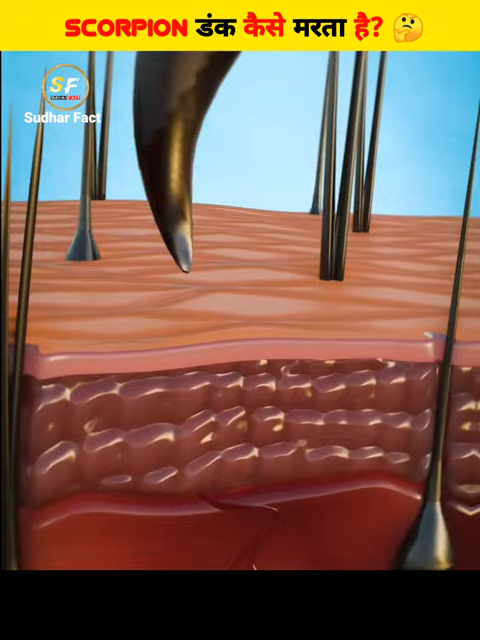 SCORPION डंक कैसे मरता है? 🤔
SF
Sudhar Fact